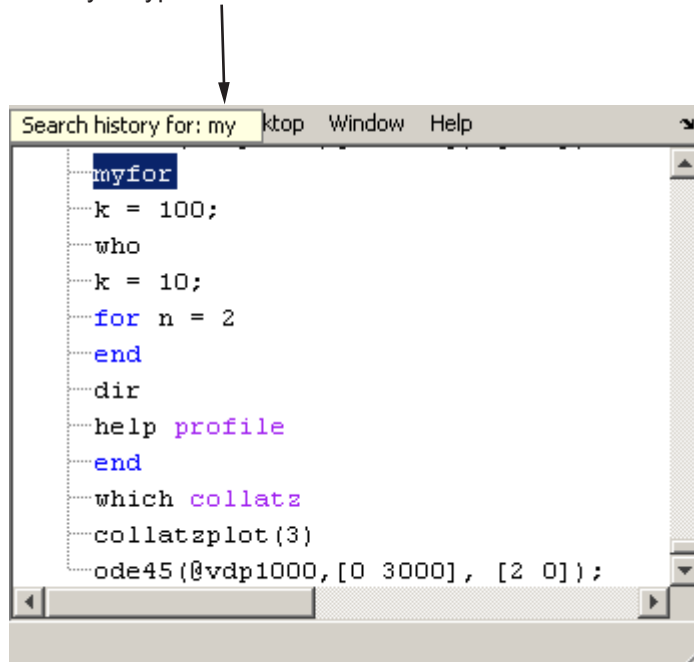 Search history for: my ktop Window Help
myfor
k = 100;
who
k = 10;
for n = 2
end
dir
help profile
end
which collatz
collatzplot(3)
ode45(@vdp1000,[0 3000], [2 0]);